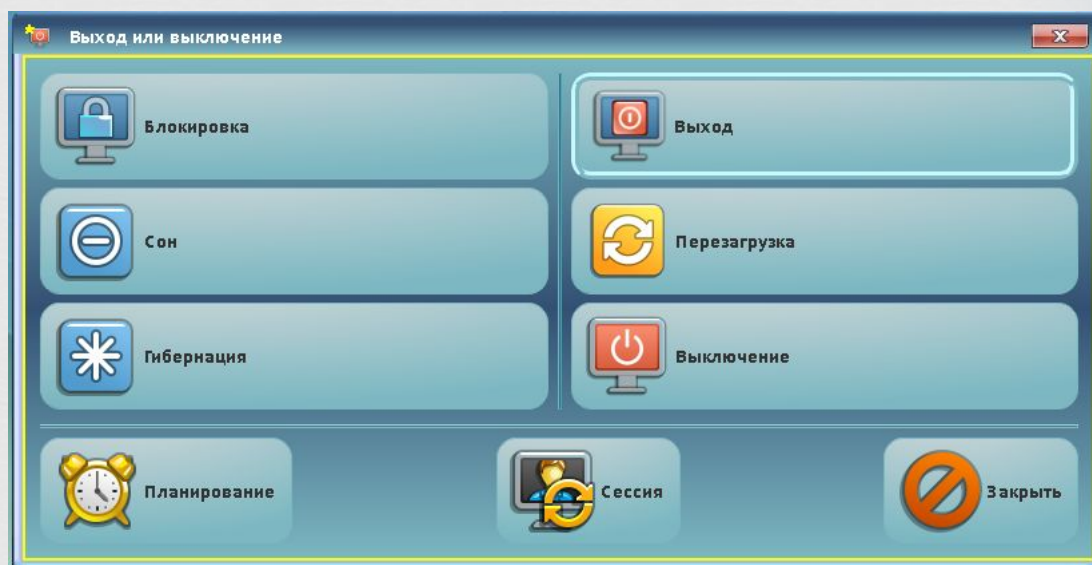 Выход или выключение
Блокировка
Выход
Сон
Перезагрузка
Гибернация
Выключение
Планирование
Сессия
Закрыть